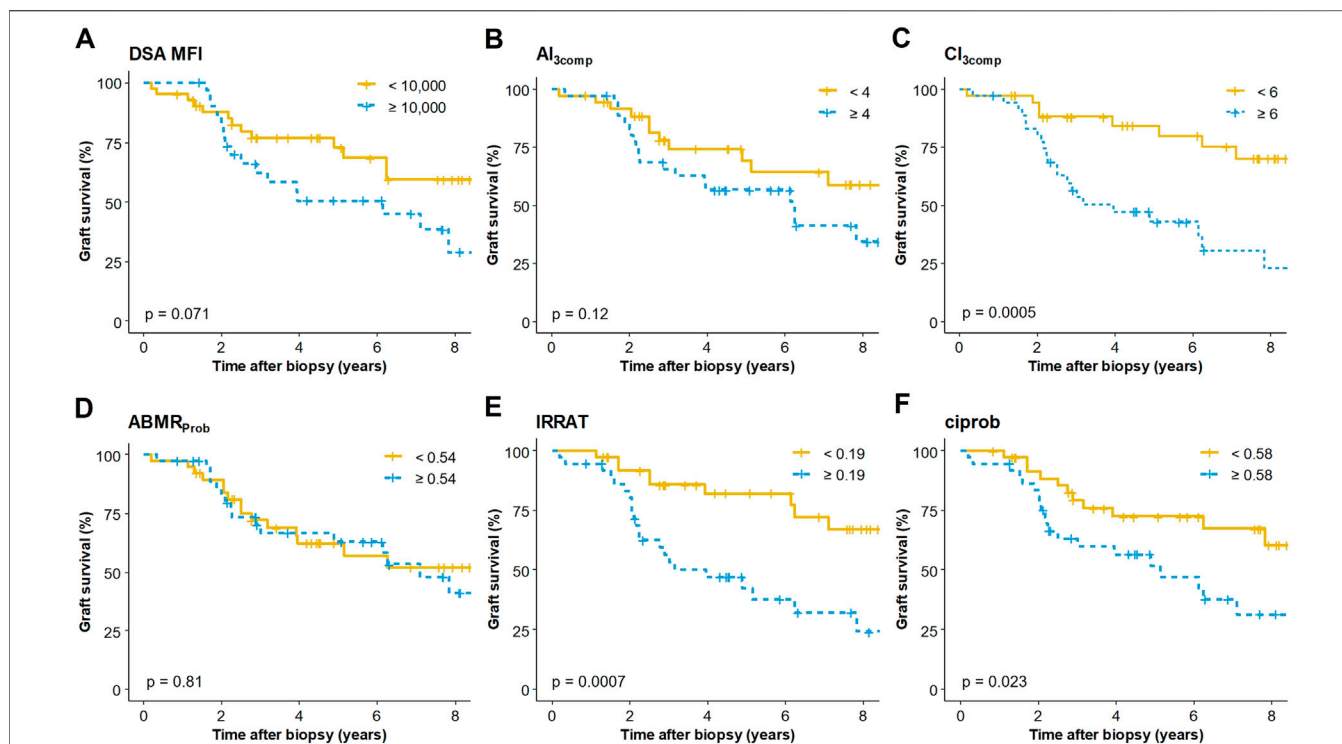 A
DSA MFI
< 10,000
≥ 10,000
Graft survival (%)
100
75
50
25
0
p = 0.071
0 2 4 6 8
Time after biopsy (years)
B
AI3comp
< 4
≥ 4
Graft survival (%)
100
75
50
25
0
p = 0.12
0 2 4 6 8
Time after biopsy (years)
C
CI3comp
< 6
≥ 6
Graft survival (%)
100
75
50
25
0
p = 0.0005
0 2 4 6 8
Time after biopsy (years)
D
ABMRProb
< 0.54
≥ 0.54
Graft survival (%)
100
75
50
25
0
p = 0.81
0 2 4 6 8
Time after biopsy (years)
E
IRRAT
< 0.19
≥ 0.19
Graft survival (%)
100
75
50
25
0
p = 0.0007
0 2 4 6 8
Time after biopsy (years)
F
ciprob
< 0.58
≥ 0.58
Graft survival (%)
100
75
50
25
0
p = 0.023
0 2 4 6 8
Time after biopsy (years)